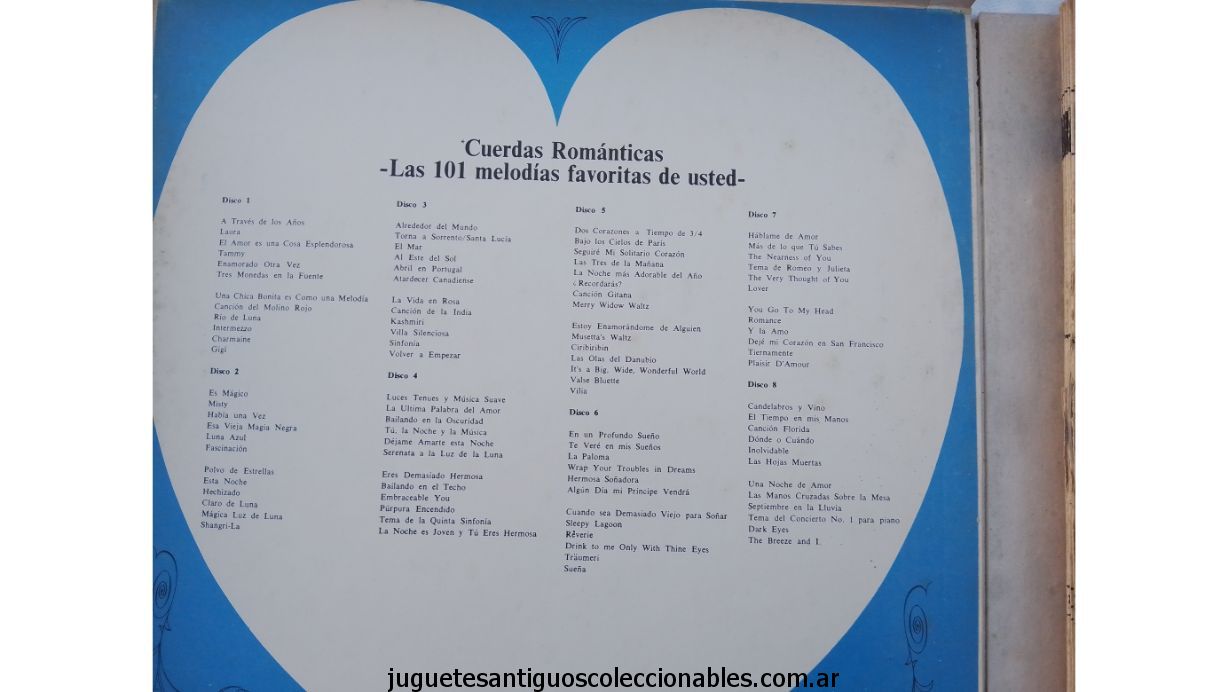 Cuerdas Románticas
-Las 101 melodías favoritas de usted-
Disco 1
A Través de los Años
Laura
El Amor es una Cosa Esplendorosa
Tammy
Enamorado Otra Vez
Tres Monedas en la Fuente
Una Chica Bonita es Como una Melodía
Canción del Molino Rojo
Río de Luna
Intermezzo
Charmaine
Gigi
Disco 2
Es Mágico
Misty
Había una Vez
Esa Vieja Magia Negra
Luna Azul
Fascinación
Polvo de Estrellas
Esta Noche
Hechizado
Claro de Luna
Mágica Luz de Luna
Shangri-La
Disco 3
Alrededor del Mundo
Torna a Sorrento/Santa Lucía
El Mar
Al Este del Sol
Abril en Portugal
Atardecer Canadiense
La Vida en Rosa
Canción de la India
Kashmiri
Villa Silenciosa
Sinfonía
Volver a Empezar
Disco 4
Luces Tenues y Música Suave
La Ultima Palabra del Amor
Bailando en la Oscuridad
Tú, la Noche y la Música
Déjame Amarte esta Noche
Serenata a la Luz de la Luna
Eres Demasiado Hermosa
Bailando en el Techo
Embraceable You
Púrpura Encendido
Tema de la Quinta Sinfonía
La Noche es Joven y Tú Eres Hermosa
Disco 5
Dos Corazones a Tiempo de 3/4
Bajo los Cielos de París
Seguiré Mi Solitario Corazón
Las Tres de la Mañana
La Noche más Adorable del Año
¿Recordarás?
Canción Gitana
Merry Widow Waltz
Estoy Enamorándome de Alguien
Musetta's Waltz
Ciribiribin
Las Olas del Danubio
It's a Big, Wide, Wonderful World
Valse Bluette
Vilia
Disco 6
En un Profundo Sueño
Te Veré en mis Sueños
La Paloma
Wrap Your Troubles in Dreams
Hermosa Soñadora
Algún Día mi Príncipe Vendrá
Cuando sea Demasiado Viejo para Soñar
Sleepy Lagoon
Rêverie
Drink to me Only With Thine Eyes
Träumeri
Sueña
Disco 7
Háblame de Amor
Más de lo que Tú Sabes
The Nearness of You
Tema de Romeo y Julieta
The Very Thought of You
Lover
You Go To My Head
Romance
Y la Amo
Dejé mi Corazón en San Francisco
Tiernamente
Plaisir D'Amour
Disco 8
Candelabros y Vino
El Tiempo en mis Manos
Canción Florida
Dónde o Cuándo
Inolvidable
Las Hojas Muertas
Una Noche de Amor
Las Manos Cruzadas Sobre la Mesa
Septiembre en la Lluvia
Tema del Concierto No. 1 para piano
Dark Eyes
The Breeze and I.
juguetesantiguoscoleccionables.com.ar